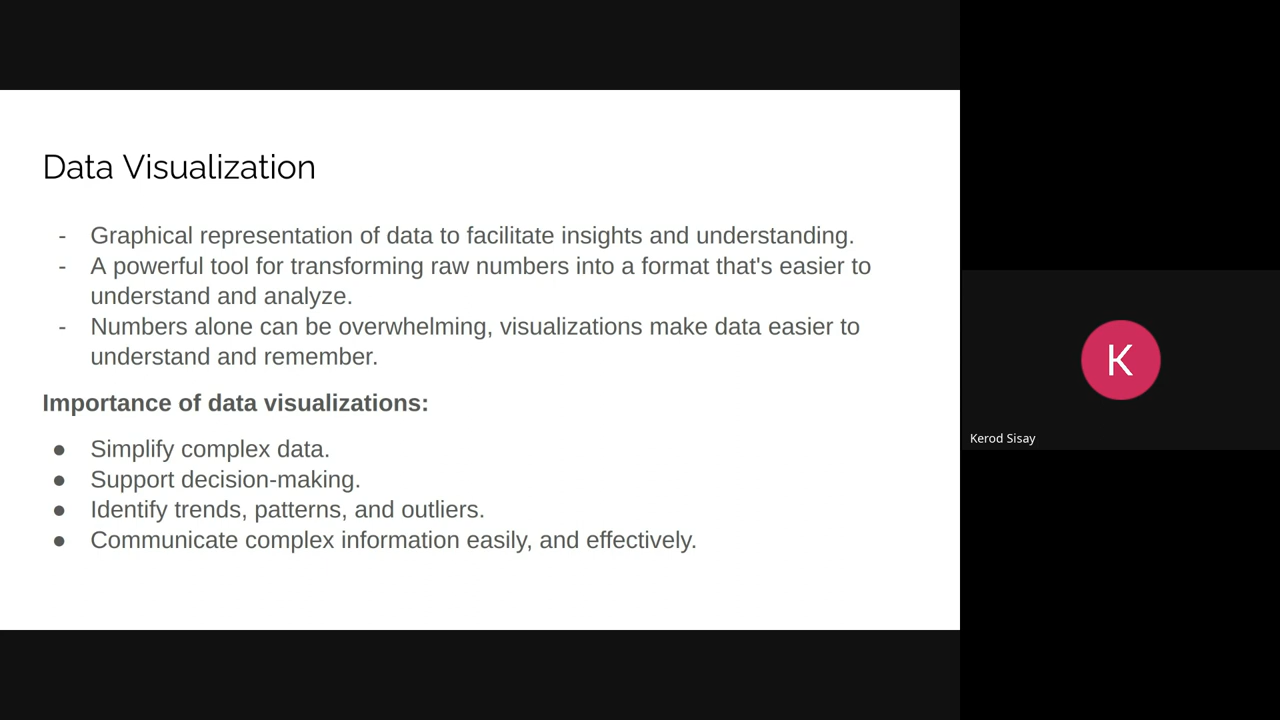 Data Visualization
- Graphical representation of data to facilitate insights and understanding.
- A powerful tool for transforming raw numbers into a format that's easier to
understand and analyze.
- Numbers alone can be overwhelming, visualizations make data easier to
understand and remember.
Importance of data visualizations:
● Simplify complex data.
● Support decision-making.
● Identify trends, patterns, and outliers.
● Communicate complex information easily, and effectively.
K
Kerod Sisay